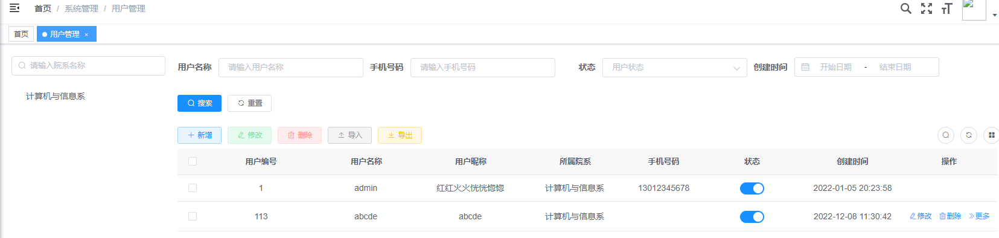 首页 / 系统管理 / 用户管理
首页 用户管理 ×
请输入院系名称
计算机与信息系
用户名称 请输入用户名称 手机号码 请输入手机号码 状态 用户状态 创建时间 开始日期 - 结束日期
搜索 重置
新增 修改 删除 导入 导出
用户编号 用户名称 用户昵称 所属院系 手机号码 状态 创建时间 操作
1 admin 红红火火恍恍惚惚 计算机与信息系 13012345678 2022-01-05 20:23:58
113 abcde abcde 计算机与信息系 2022-12-08 11:30:42 修改 删除 更多